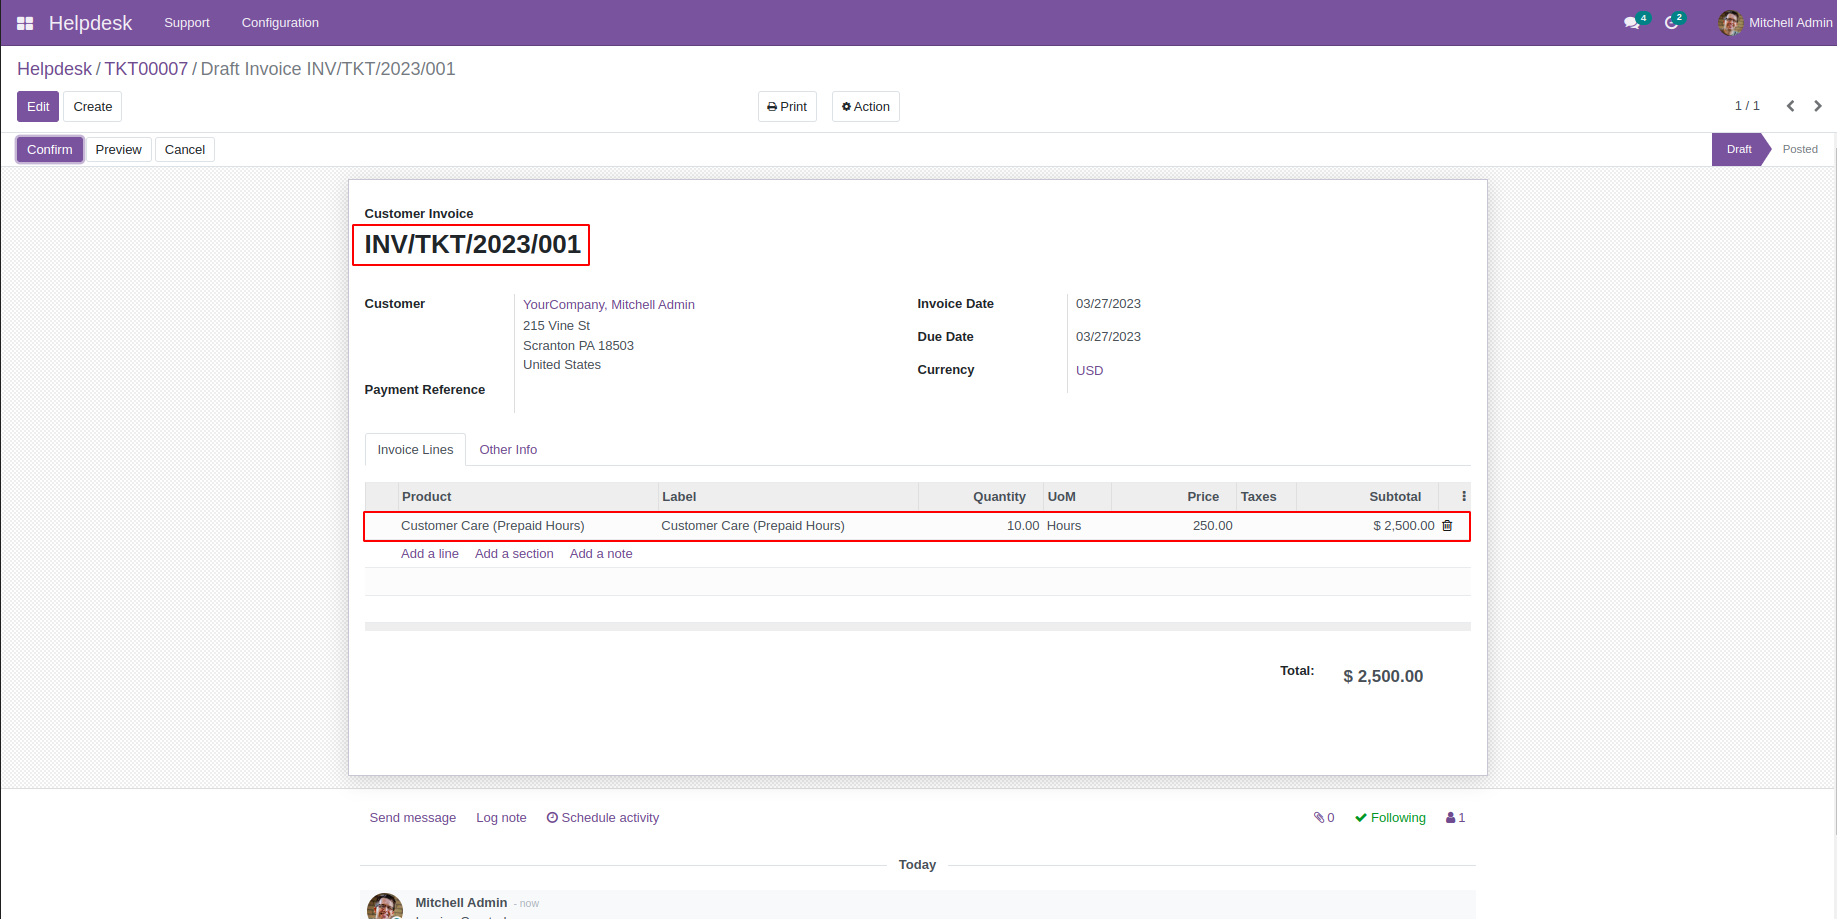 Helpdesk Support Configuration 4 2 Mitchell Admin
Helpdesk / TKT00007 / Draft Invoice INV/TKT/2023/001
Edit Create Print Action 1 / 1
Confirm Preview Cancel Draft Posted
Customer Invoice
INV/TKT/2023/001
Customer YourCompany, Mitchell Admin Invoice Date 03/27/2023
215 Vine St
Scranton PA 18503 Due Date 03/27/2023
United States Currency USD
Payment Reference
Invoice Lines Other Info
Product Label Quantity UoM Price Taxes Subtotal
Customer Care (Prepaid Hours) Customer Care (Prepaid Hours) 10.00 Hours 250.00 $ 2,500.00
Add a line Add a section Add a note
Total: $ 2,500.00
Send message Log note Schedule activity 0 Following 1
Today
Mitchell Admin - now